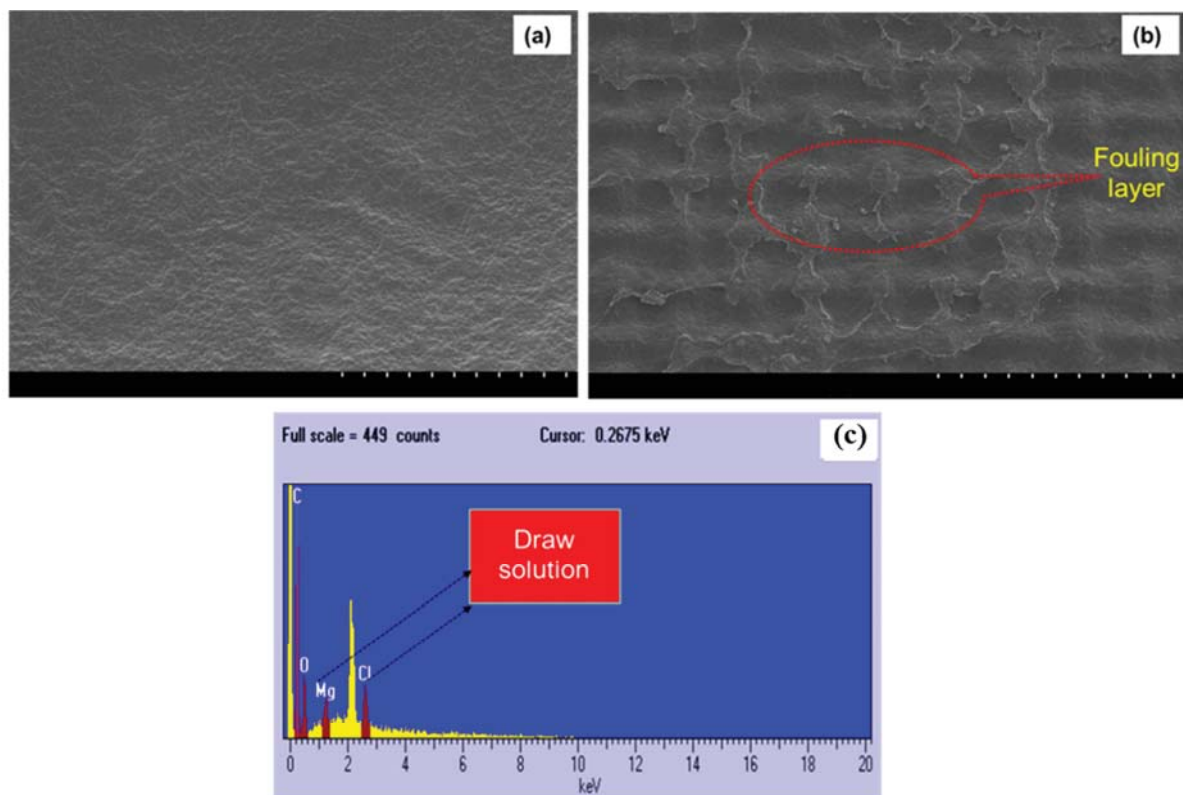 (a)
(b)
Fouling
layer
Full scale = 449 counts
Cursor: 0.2675 keV
(c)
C
Draw
solution
O
Mg
Cl
0 2 4 6 8 10 12 14 16 18 20
keV